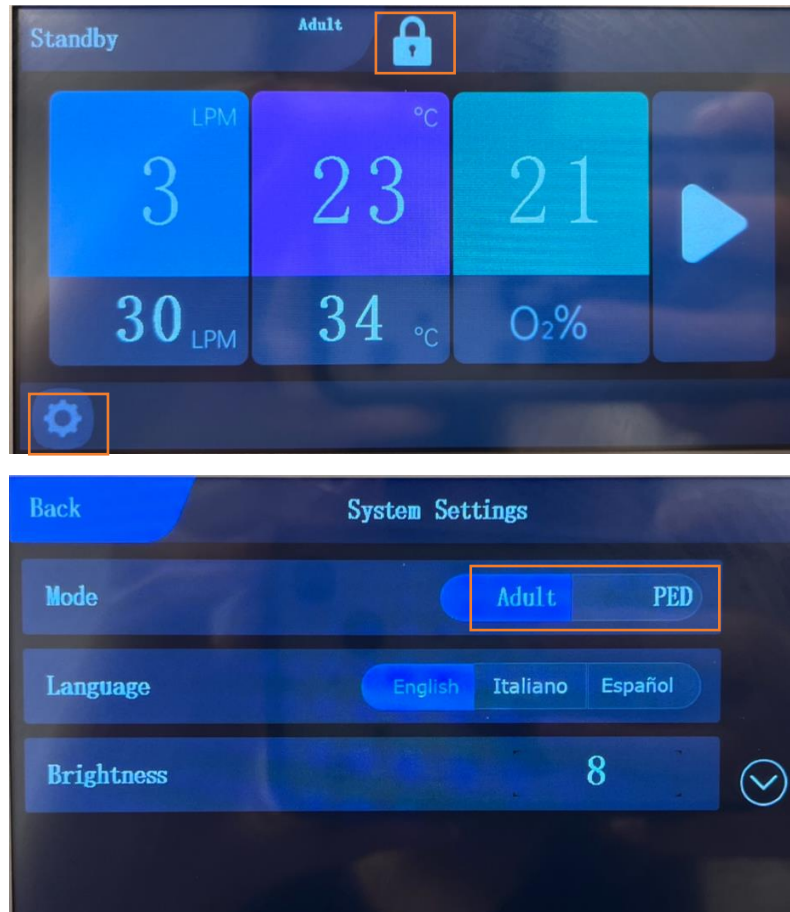 Standby
Adult
LPM
°C
3
23
21
30 LPM
34 °C
O₂%
Back
System Settings
Mode
Adult
PED
Language
English
Italiano
Español
Brightness
8